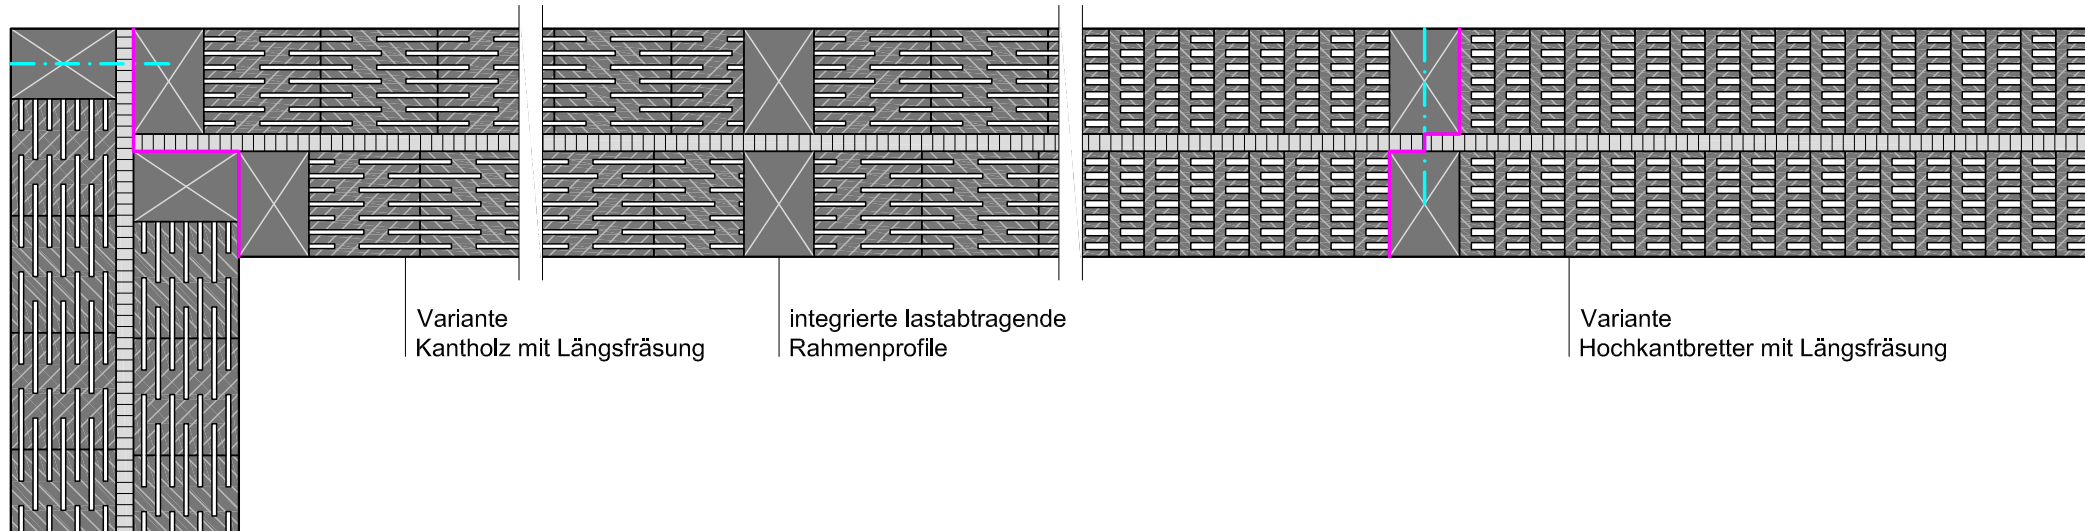 Variante
Kantholz mit Längsfräsung
integrierte lastabtragende
Rahmenprofile
Variante
Hochkantbretter mit Längsfräsung